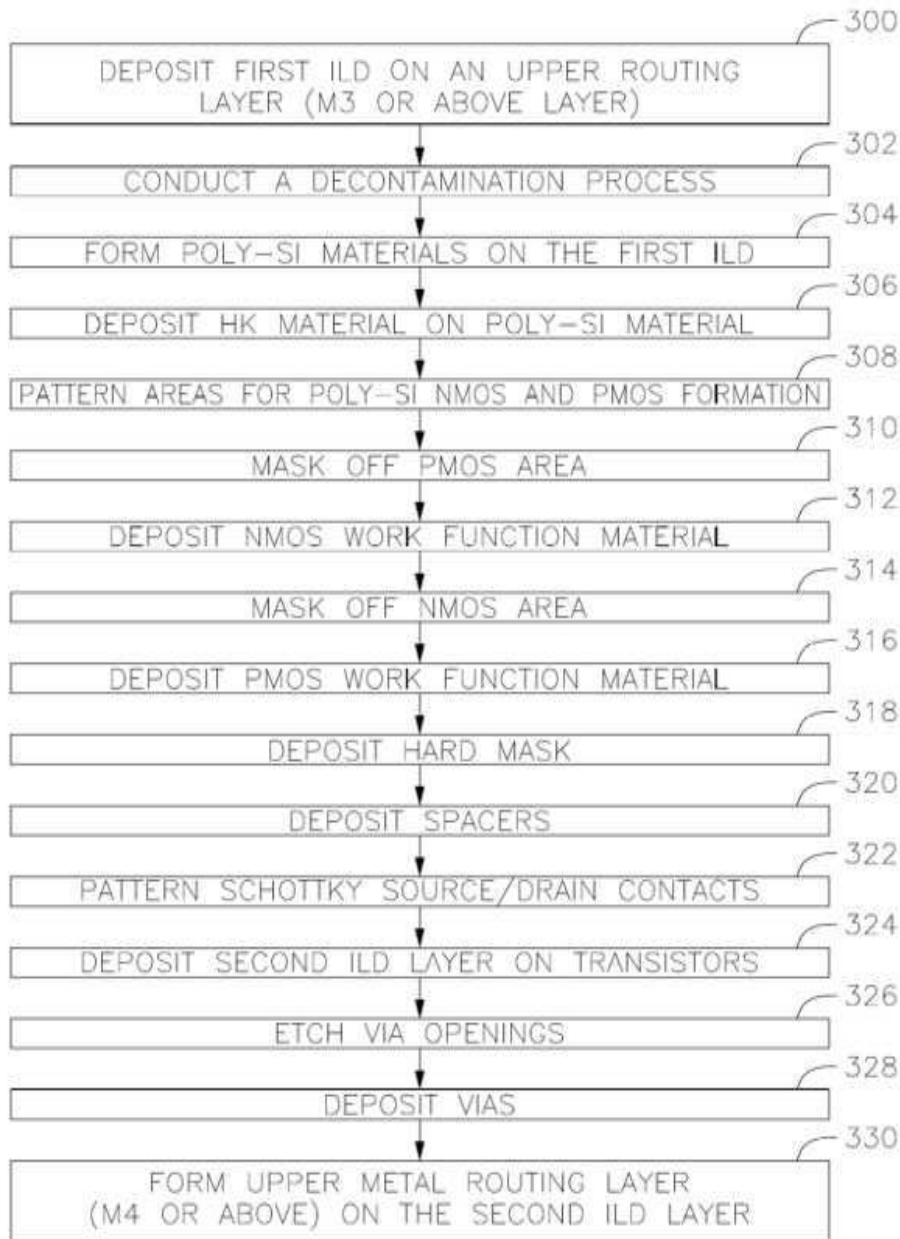 300
DEPOSIT FIRST ILD ON AN UPPER ROUTING
LAYER (M3 OR ABOVE LAYER)
302
CONDUCT A DECONTAMINATION PROCESS
304
FORM POLY-SI MATERIALS ON THE FIRST ILD
306
DEPOSIT HK MATERIAL ON POLY-SI MATERIAL
308
PATTERN AREAS FOR POLY-SI NMOS AND PMOS FORMATION
310
MASK OFF PMOS AREA
312
DEPOSIT NMOS WORK FUNCTION MATERIAL
314
MASK OFF NMOS AREA
316
DEPOSIT PMOS WORK FUNCTION MATERIAL
318
DEPOSIT HARD MASK
320
DEPOSIT SPACERS
322
PATTERN SCHOTTKY SOURCE/DRAIN CONTACTS
324
DEPOSIT SECOND ILD LAYER ON TRANSISTORS
326
ETCH VIA OPENINGS
328
DEPOSIT VIAS
330
FORM UPPER METAL ROUTING LAYER
(M4 OR ABOVE) ON THE SECOND ILD LAYER